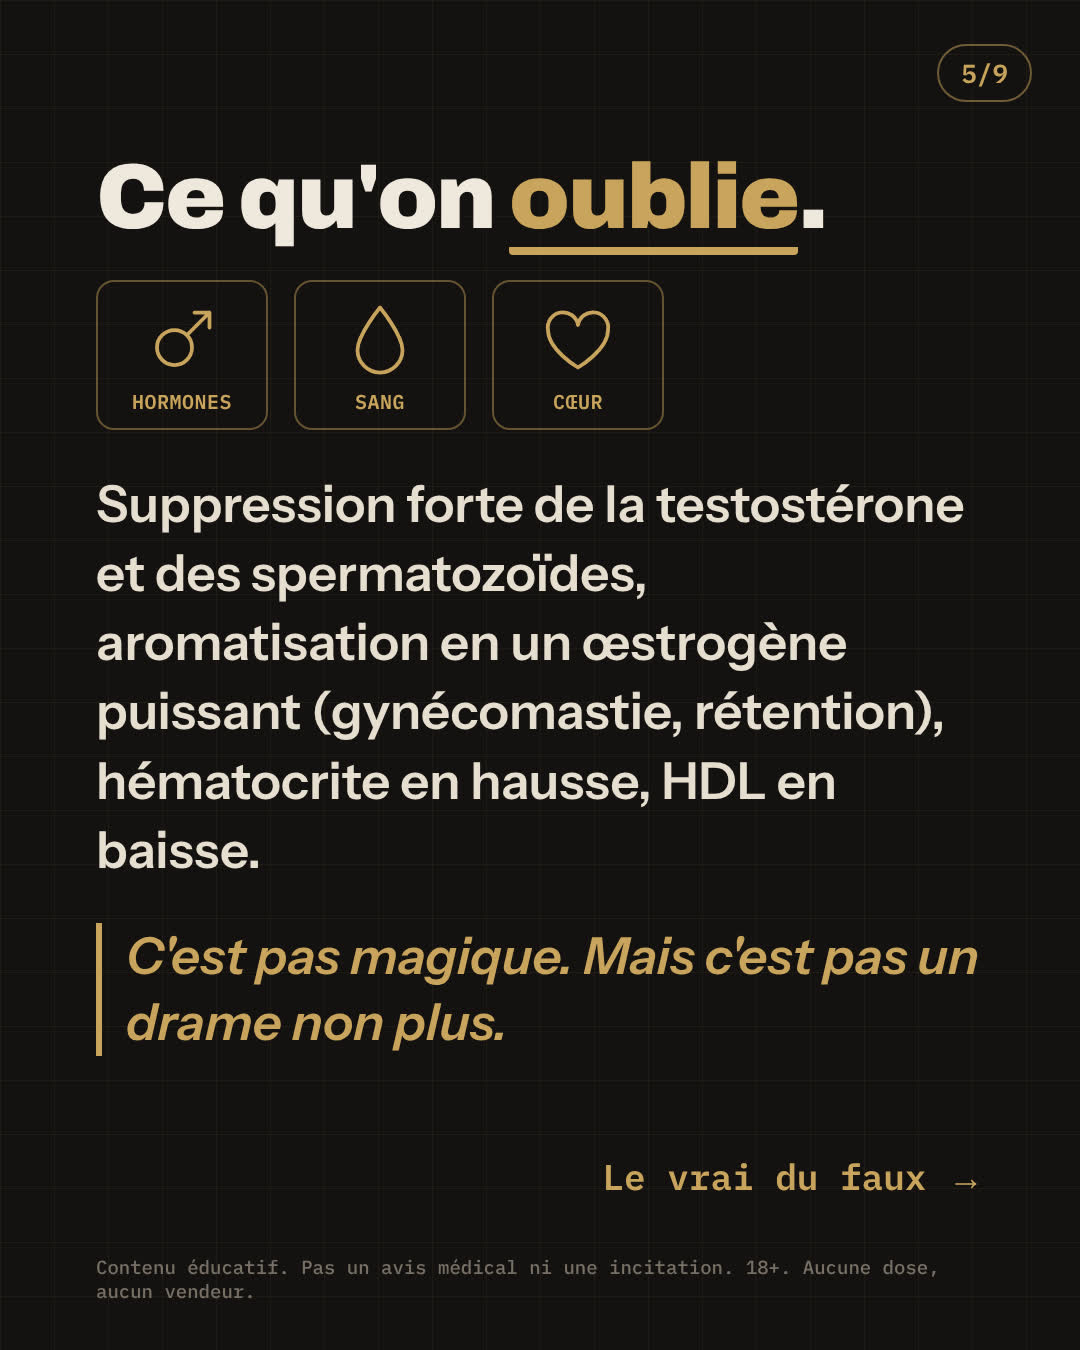 5/9
Ce qu'on oublie.
HORMONES
SANG
CŒUR
Suppression forte de la testostérone
et des spermatozoïdes,
aromatisation en un œstrogène
puissant (gynécomastie, rétention),
hématocrite en hausse, HDL en
baisse.
C'est pas magique. Mais c'est pas un
drame non plus.
Le vrai du faux →
Contenu éducatif. Pas un avis médical ni une incitation. 18+. Aucune dose,
aucun vendeur.